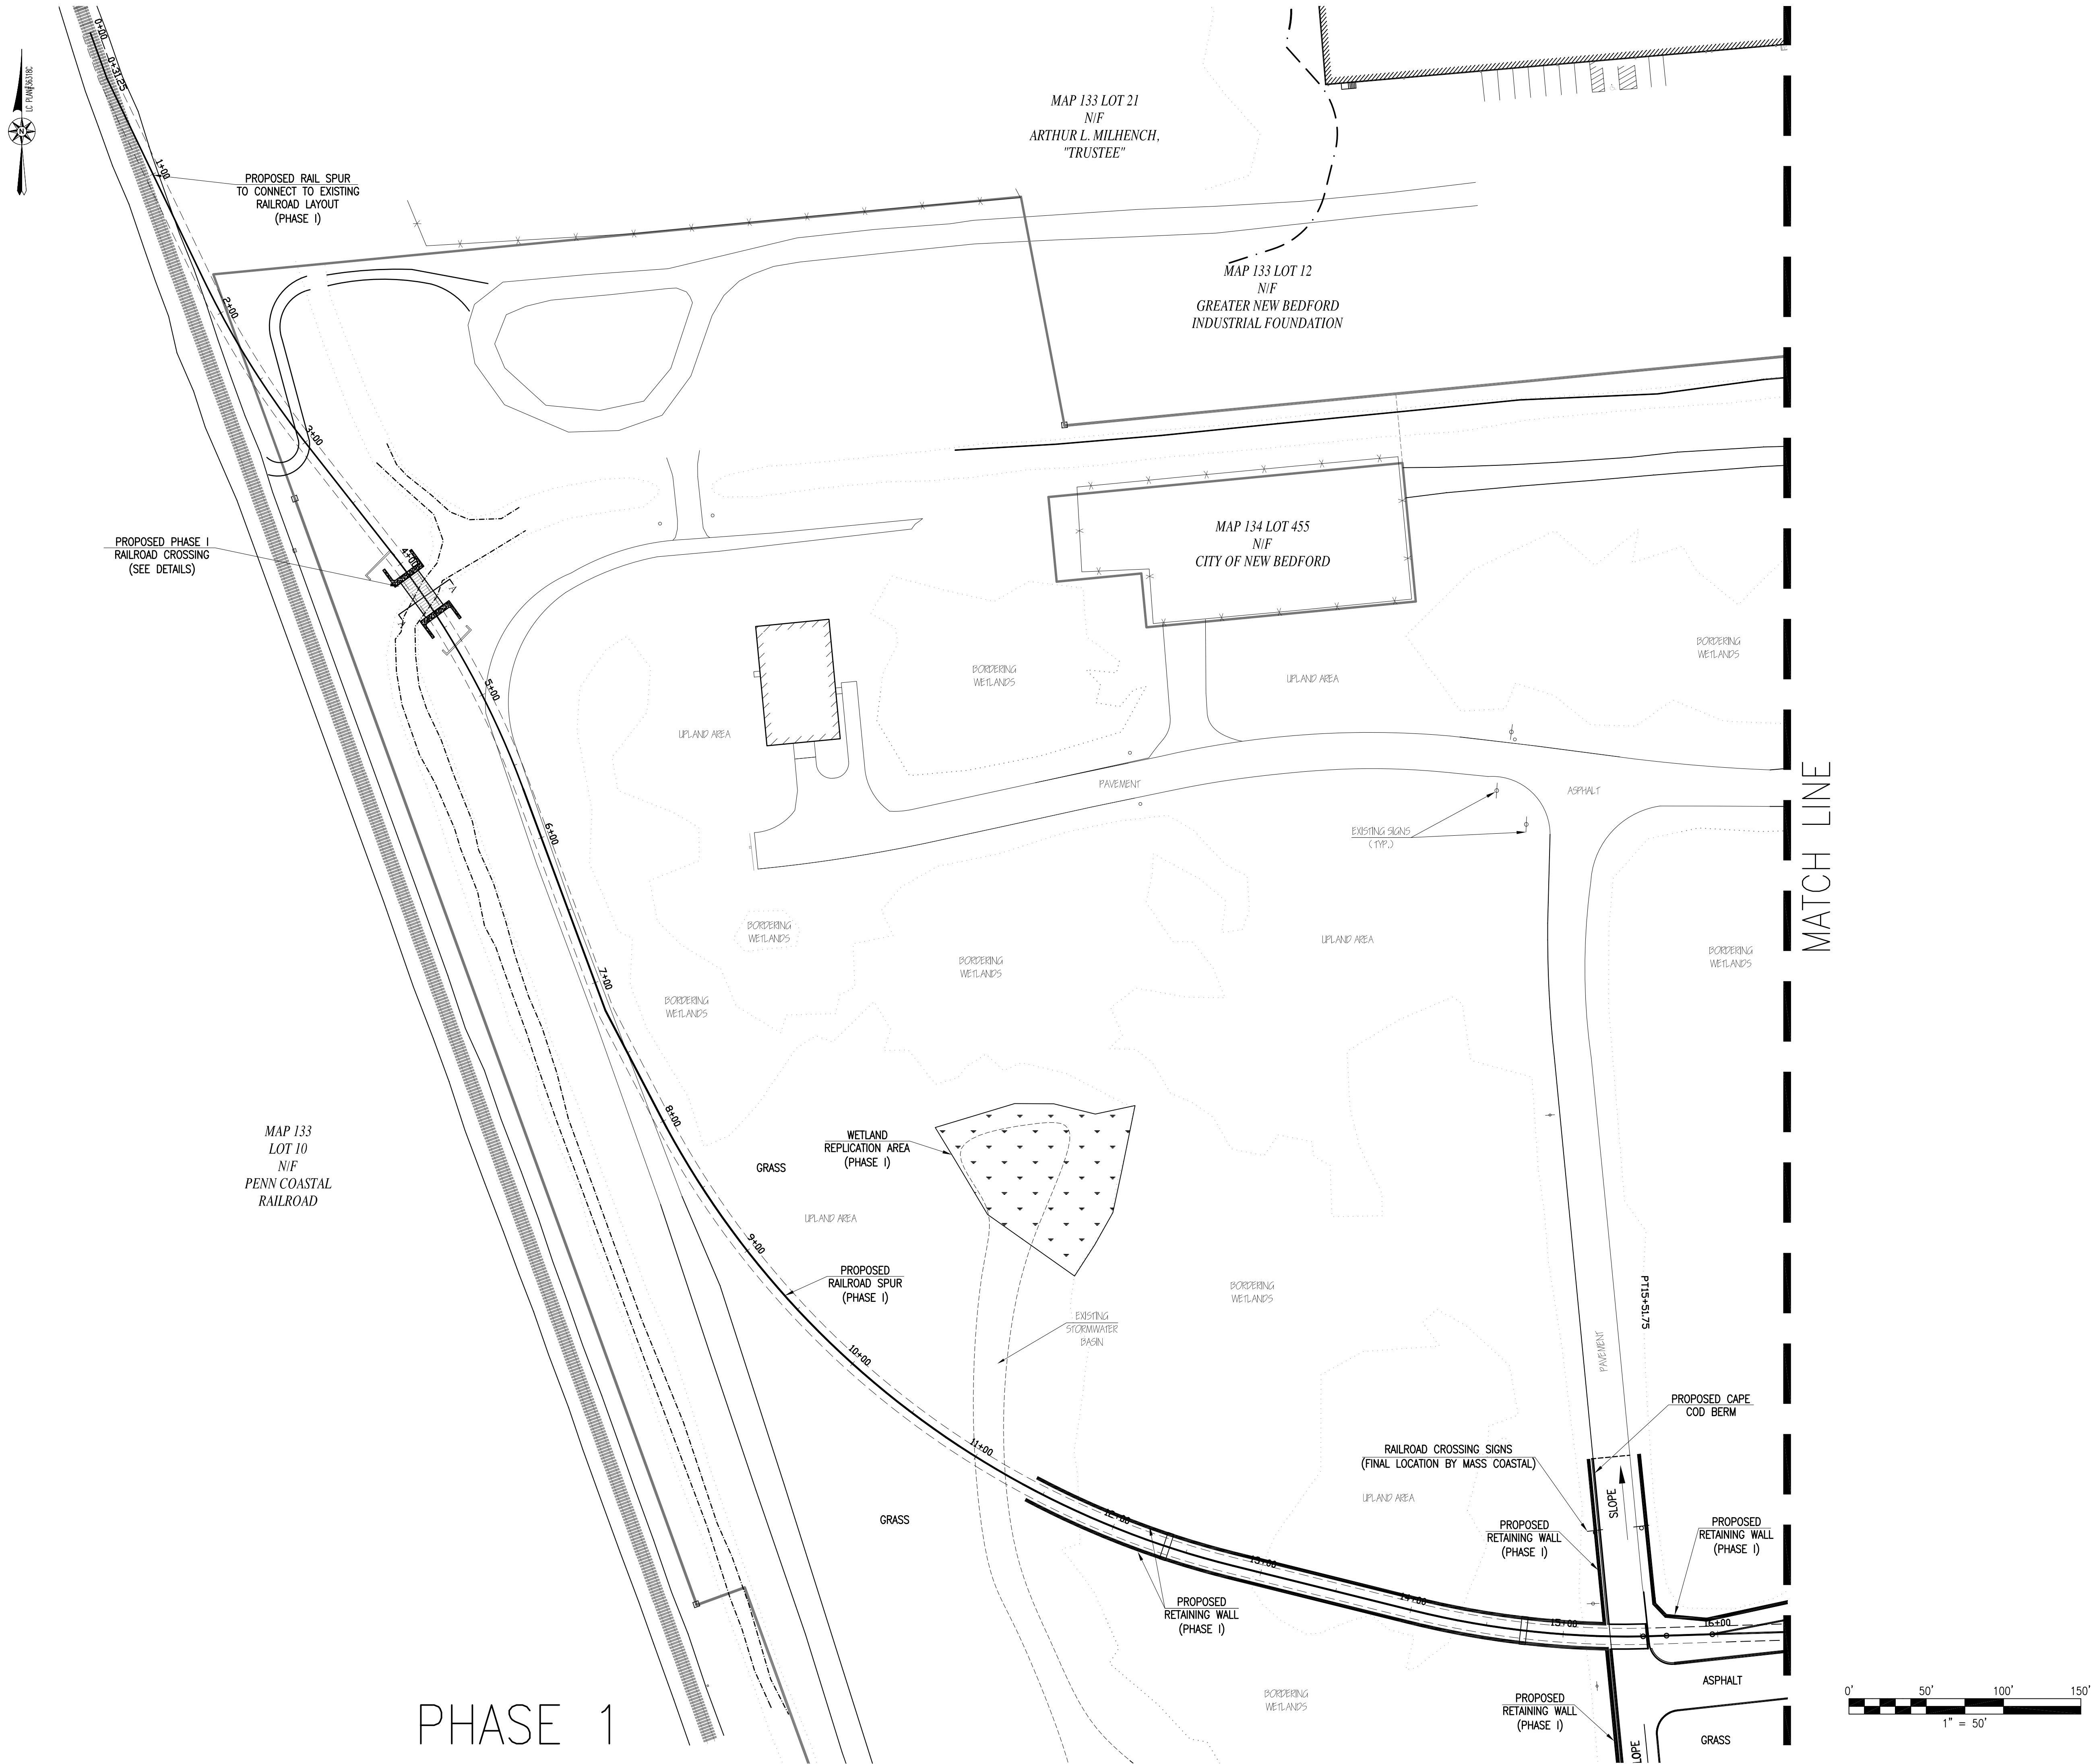 0+00
0+31.25
LC PLAN#36318C
N
1+00
PROPOSED RAIL SPUR
TO CONNECT TO EXISTING
RAILROAD LAYOUT
(PHASE I)
MAP 133 LOT 21
N/F
ARTHUR L. MILHENCH,
"TRUSTEE"
MAP 133 LOT 12
N/F
GREATER NEW BEDFORD
INDUSTRIAL FOUNDATION
2+00
3+00
PROPOSED PHASE I
RAILROAD CROSSING
(SEE DETAILS)
4+00
MAP 134 LOT 455
N/F
CITY OF NEW BEDFORD
BORDERING
WETLANDS
BORDERING
WETLANDS
UPLAND AREA
5+00
UPLAND AREA
PAVEMENT
ASPHALT
EXISTING SIGNS
(TYP.)
6+00
MATCH LINE
BORDERING
WETLANDS
UPLAND AREA
BORDERING
WETLANDS
BORDERING
WETLANDS
7+00
BORDERING
WETLANDS
8+00
MAP 133
LOT 10
N/F
PENN COASTAL
RAILROAD
WETLAND
REPLICATION AREA
(PHASE I)
GRASS
UPLAND AREA
9+00
PROPOSED
RAILROAD SPUR
(PHASE I)
BORDERING
WETLANDS
EXISTING
STORMWATER
BASIN
PT15+51.75
PAVEMENT
10+00
PROPOSED CAPE
COD BERM
11+00
RAILROAD CROSSING SIGNS
(FINAL LOCATION BY MASS COASTAL)
UPLAND AREA
SLOPE
GRASS
12+00
PROPOSED
RETAINING WALL
(PHASE I)
PROPOSED
RETAINING WALL
(PHASE I)
13+00
14+00
PROPOSED
RETAINING WALL
(PHASE I)
15+00
16+00
ASPHALT
BORDERING
WETLANDS
PROPOSED
RETAINING WALL
(PHASE I)
0' 50' 100' 150'
1" = 50'
PHASE 1
GRASS
LOPE